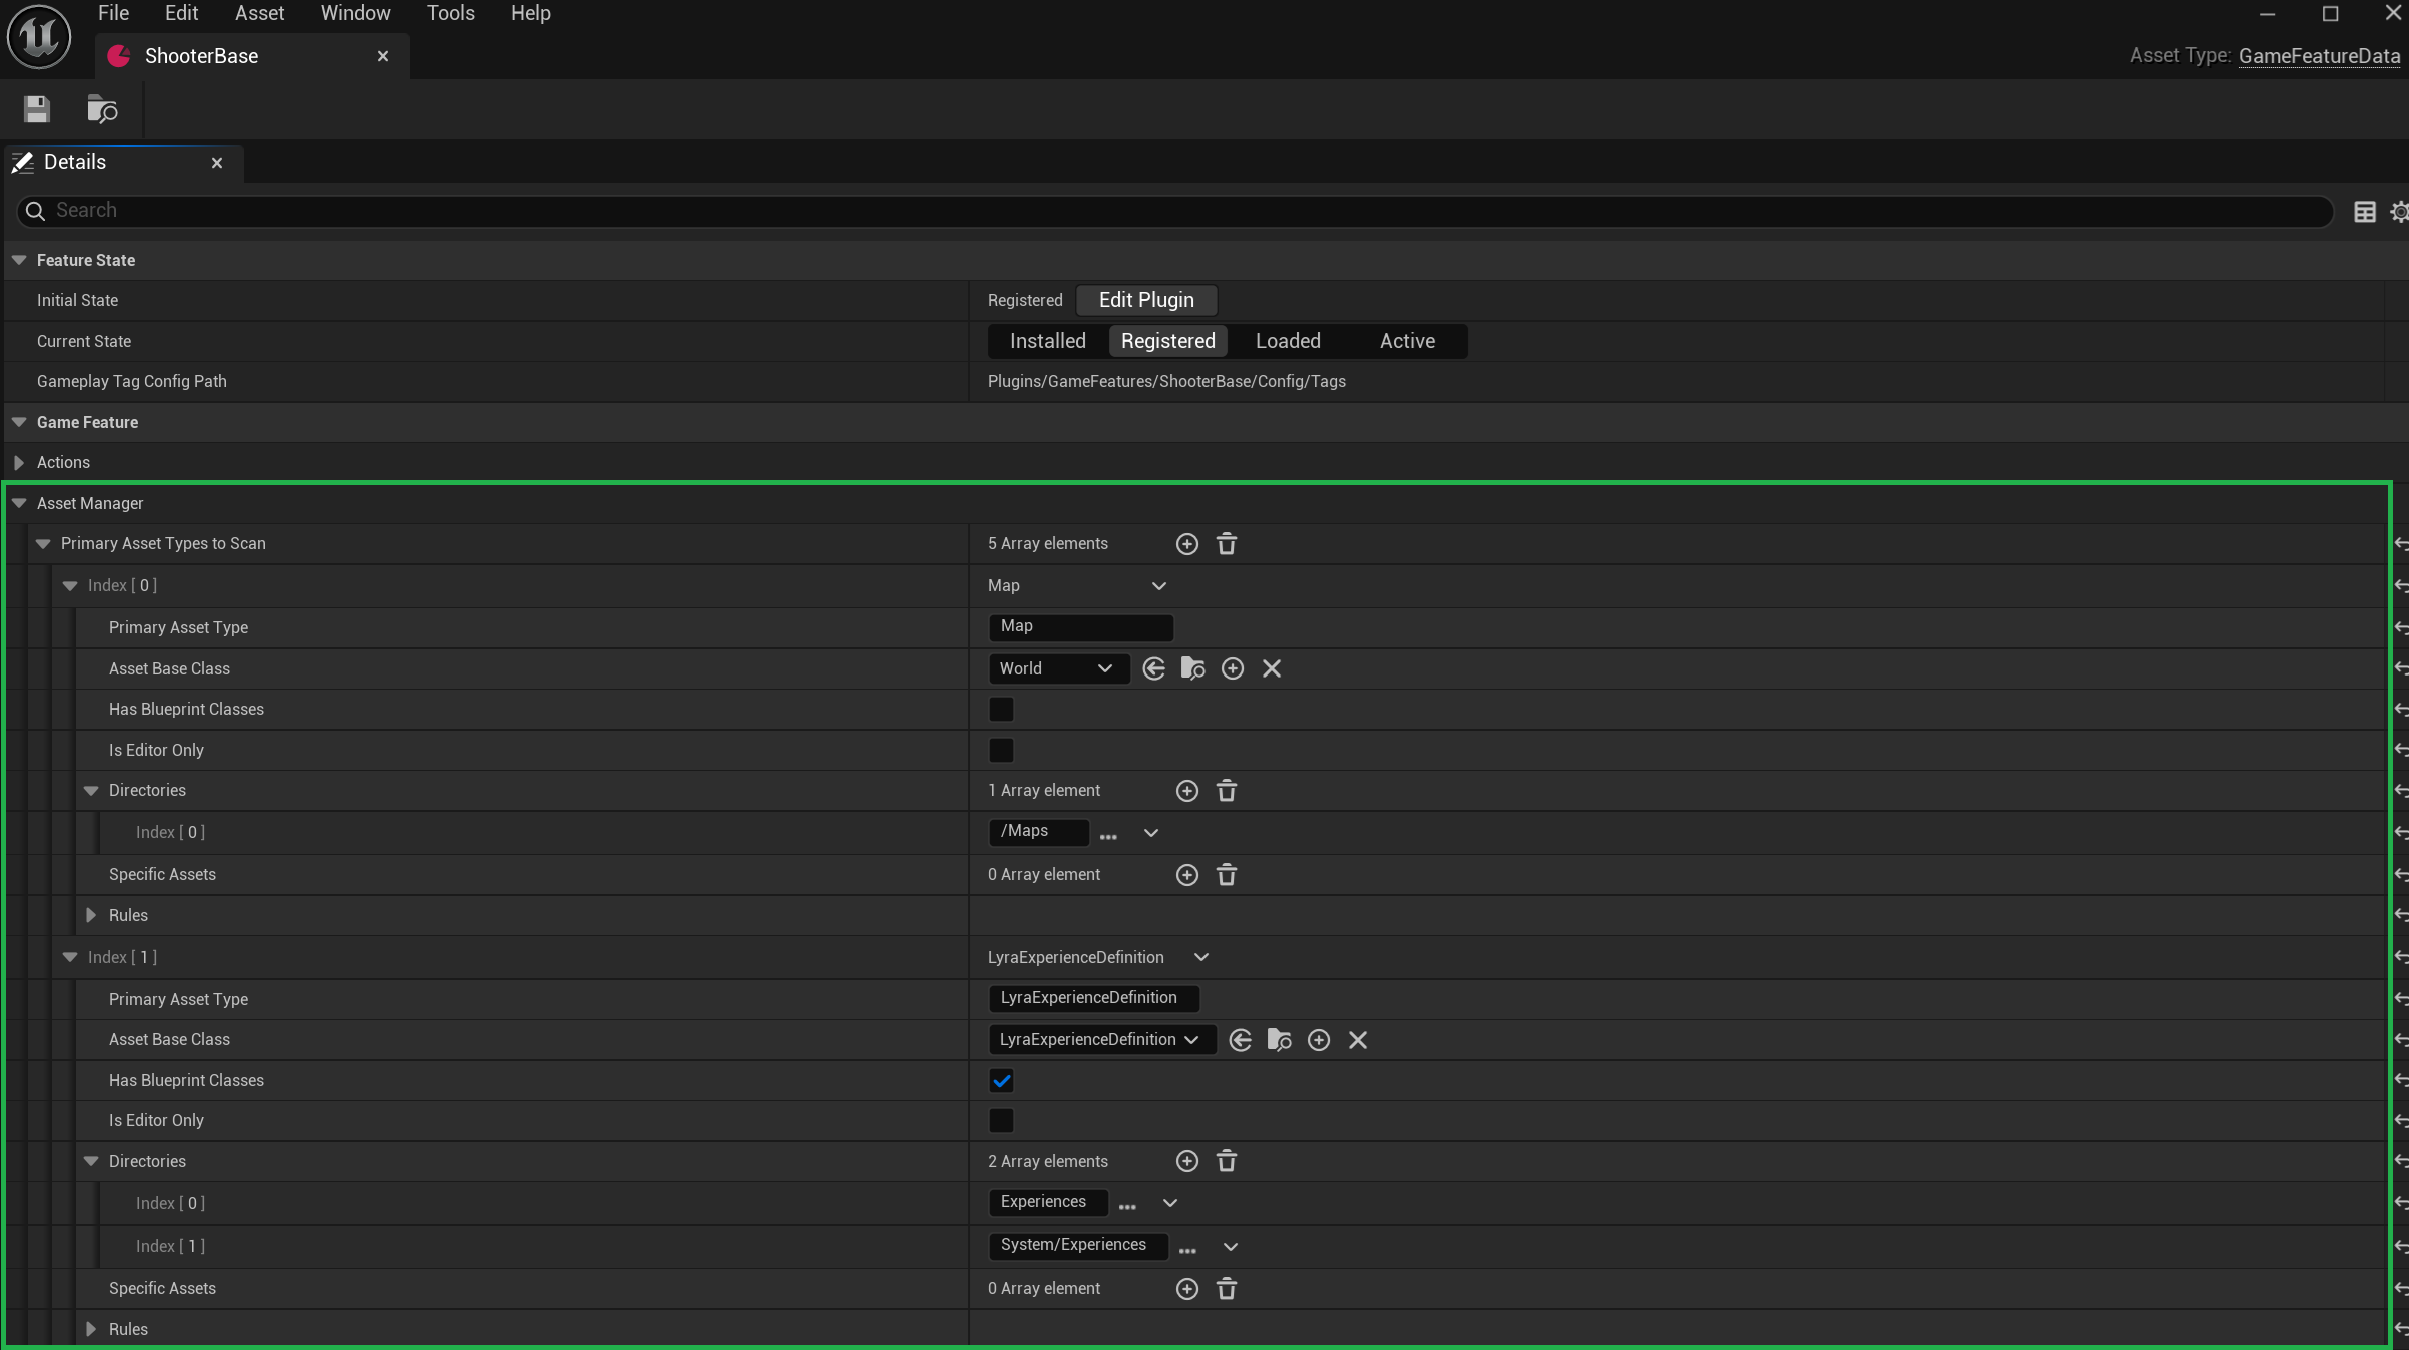 File Edit Asset Window Tools Help
ShooterBase
Asset Type: GameFeatureData
Details
Search
Feature State
Initial State Registered Edit Plugin
Current State Installed Registered Loaded Active
Gameplay Tag Config Path Plugins/GameFeatures/ShooterBase/Config/Tags
Game Feature
Actions
Asset Manager
Primary Asset Types to Scan 5 Array elements
Index [ 0 ] Map
Primary Asset Type Map
Asset Base Class World
Has Blueprint Classes
Is Editor Only
Directories 1 Array element
Index [ 0 ] /Maps ...
Specific Assets 0 Array element
Rules
Index [ 1 ] LyraExperienceDefinition
Primary Asset Type LyraExperienceDefinition
Asset Base Class LyraExperienceDefinition
Has Blueprint Classes
Is Editor Only
Directories 2 Array elements
Index [ 0 ] Experiences ...
Index [ 1 ] System/Experiences ...
Specific Assets 0 Array element
Rules